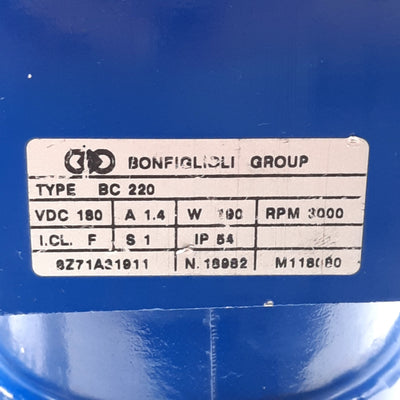 BONFIGLIOLI GROUP
TYPE BC 220
VDC 180 A 1.4 W 190 RPM 3000
I.CL. F S 1 IP 54
8Z71A31911 N. 18982 M118080